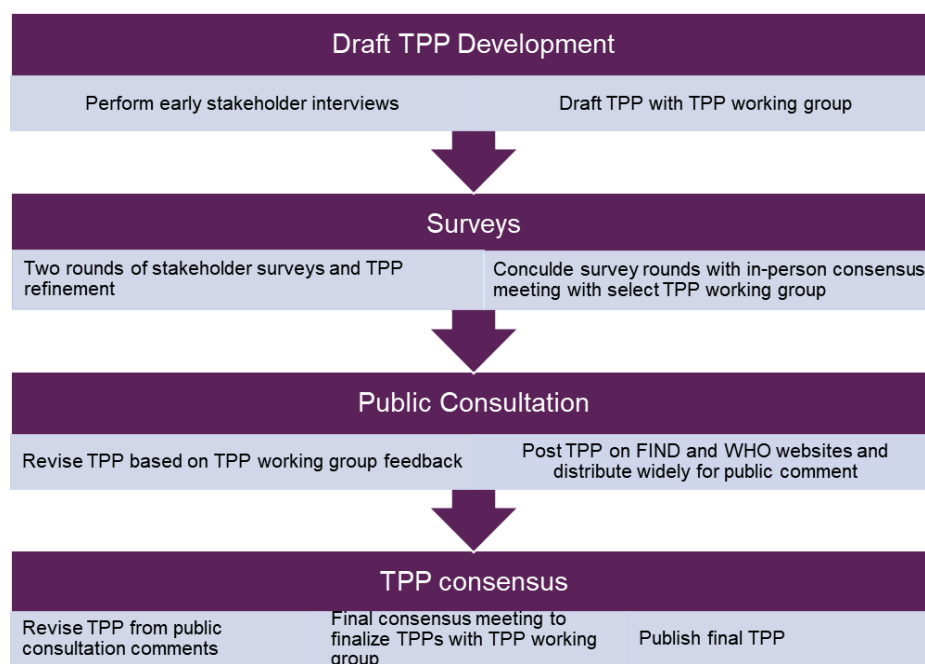 Draft TPP Development
Perform early stakeholder interviews
Draft TPP with TPP working group
Surveys
Two rounds of stakeholder surveys and TPP
refinement
Conculde survey rounds with in-person consensus
meeting with select TPP working group
Public Consultation
Revise TPP based on TPP working group feedback
Post TPP on FIND and WHO websites and
distribute widely for public comment
TPP consensus
Revise TPP from public
consultation comments
Final consensus meeting to
finalize TPPs with TPP working
group
Publish final TPP